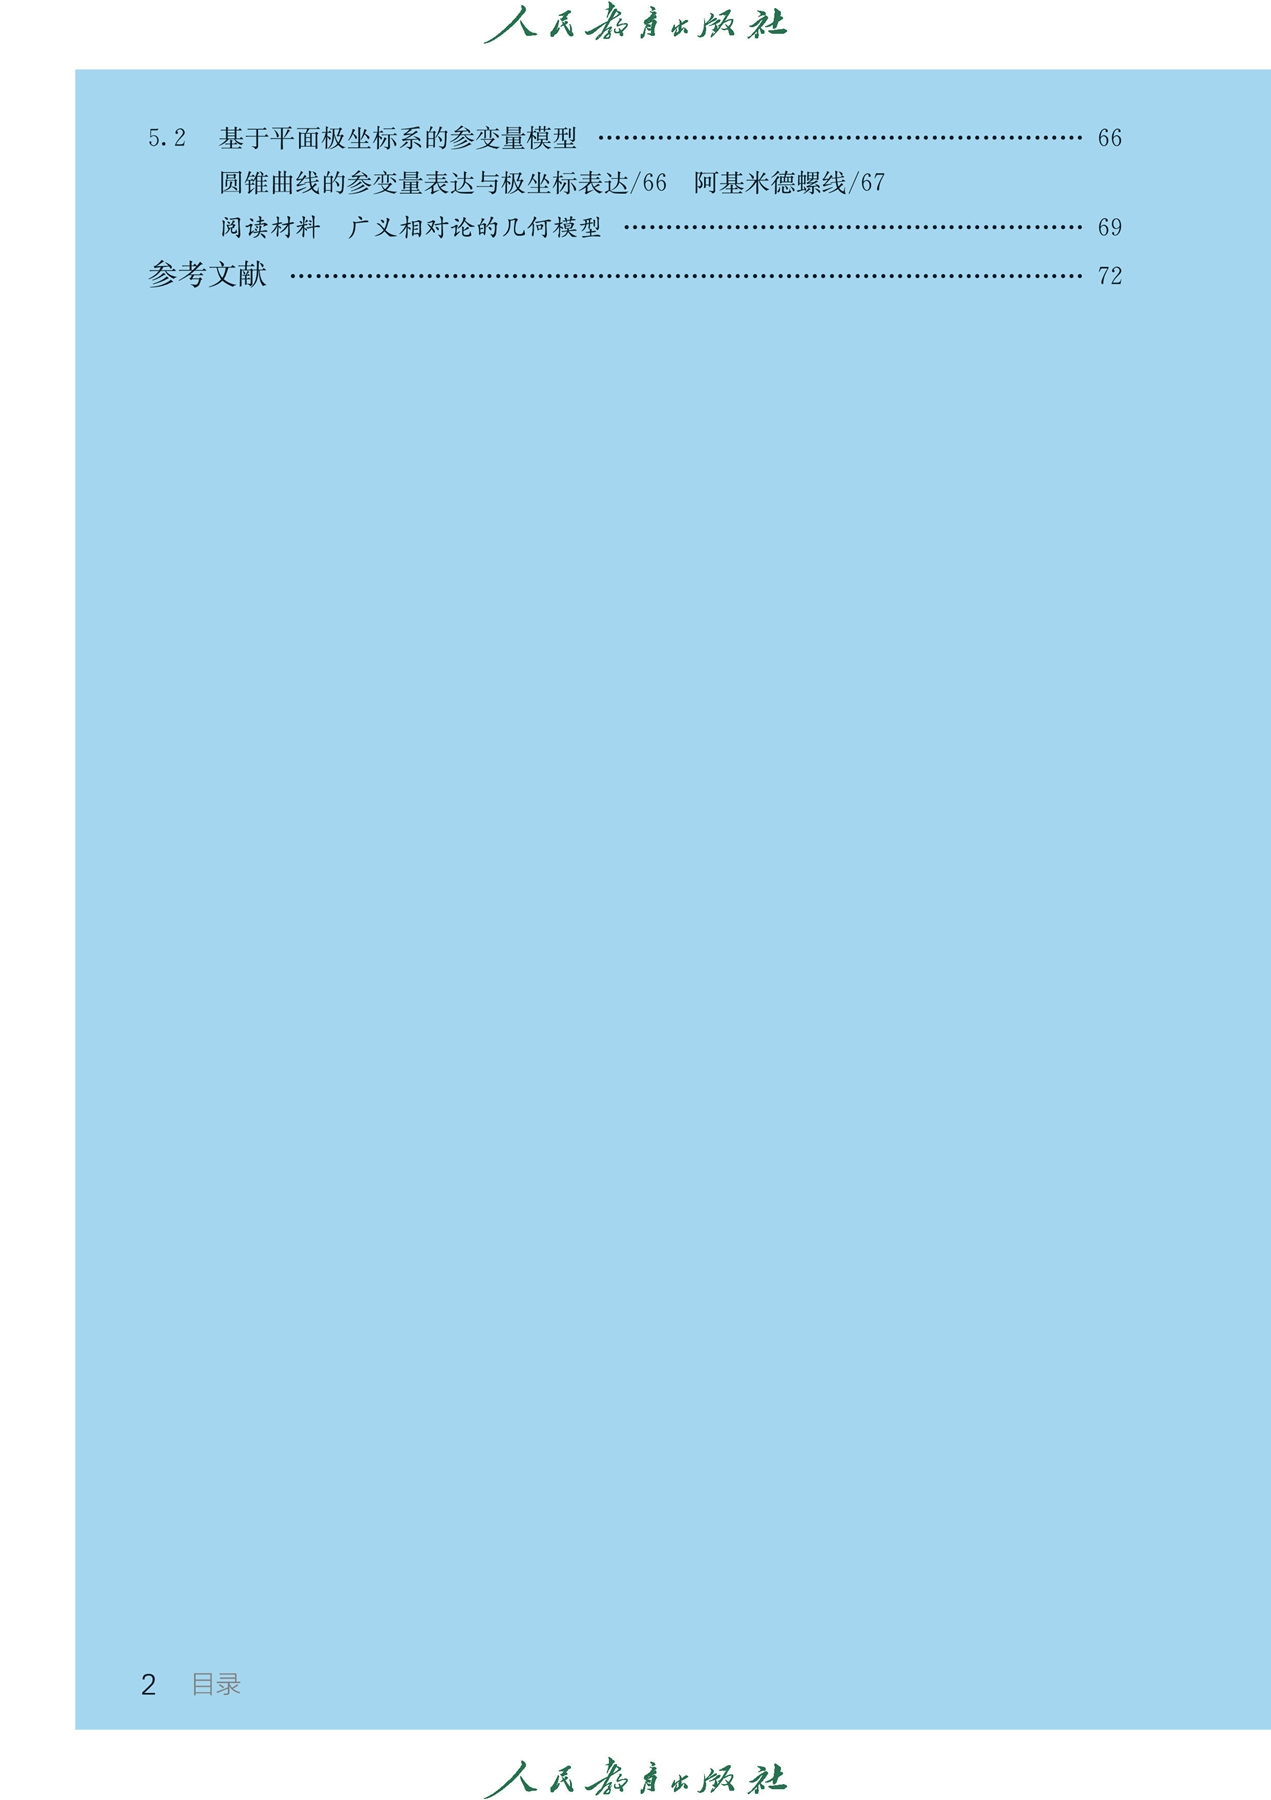 人民教育出版社
5.2 基于平面极坐标系的参变量模型 …………………………………………………… 66
圆锥曲线的参变量表达与极坐标表达/66 阿基米德螺线/67
阅读材料 广义相对论的几何模型 ………………………………………………… 69
参考文献 ……………………………………………………………………………………… 72
2 目录
人民教育出版社